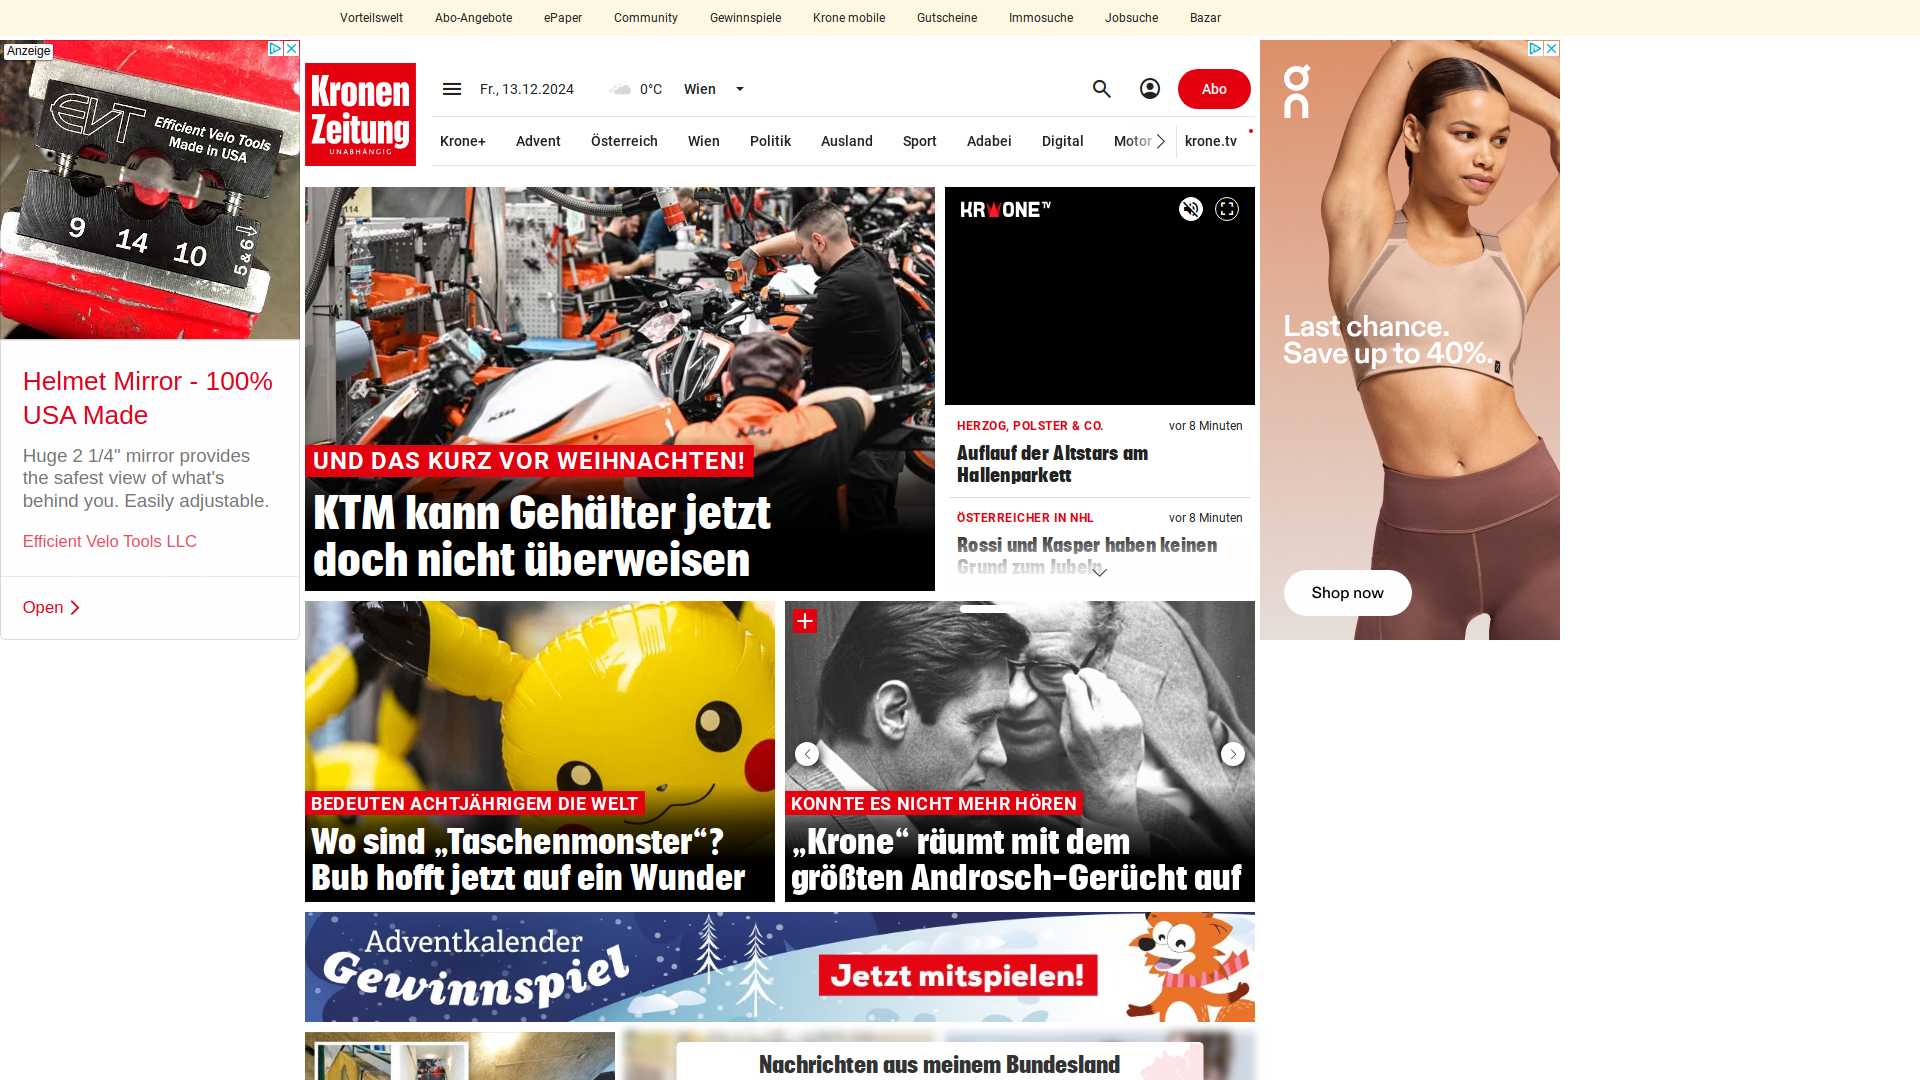 Vorteilswelt Abo-Angebote ePaper Community Gewinnspiele Krone mobile Gutscheine Immosuche Jobsuche Bazar
Anzeige
EVT Efficient Velo Tools
Made in USA
9 14 10 5&6
Helmet Mirror - 100%
USA Made
Huge 2 1/4" mirror provides
the safest view of what's
behind you. Easily adjustable.
Efficient Velo Tools LLC
Open
Kronen
Zeitung
UNABHÄNGIG
Fr., 13.12.2024 0°C Wien
Abo
Krone+ Advent Österreich Wien Politik Ausland Sport Adabei Digital Motor krone.tv
114
KTM
UND DAS KURZ VOR WEIHNACHTEN!
KTM kann Gehälter jetzt
doch nicht überweisen
KRONE TV
HERZOG, POLSTER & CO. vor 8 Minuten
Auflauf der Altstars am
Hallenparkett
ÖSTERREICHER IN NHL vor 8 Minuten
Rossi und Kasper haben keinen
Grund zum Jubeln
BEDEUTEN ACHTJÄHRIGEM DIE WELT
Wo sind „Taschenmonster“?
Bub hofft jetzt auf ein Wunder
KONNTE ES NICHT MEHR HÖREN
„Krone“ räumt mit dem
größten Androsch-Gerücht auf
Adventkalender
Gewinnspiel
Jetzt mitspielen!
Nachrichten aus meinem Bundesland
on
Last chance.
Save up to 40%.
Shop now